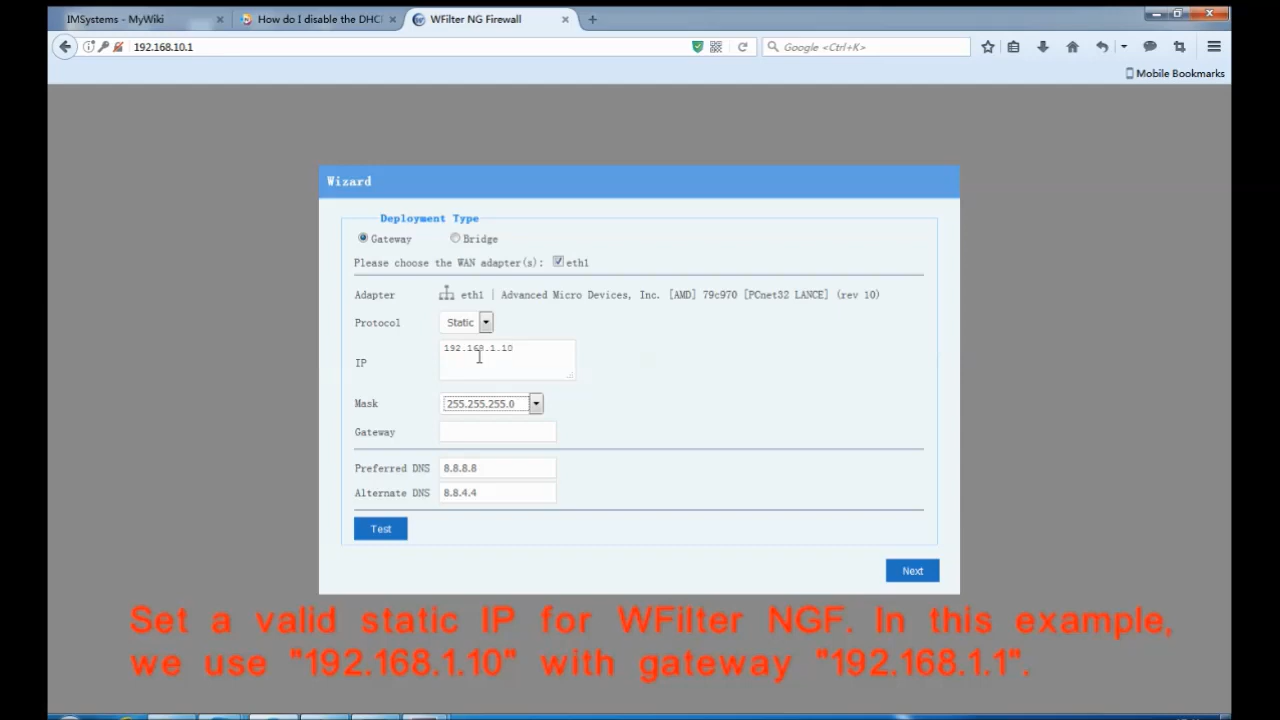 IMSystems - MyWiki
How do I disable the DHCI
WFilter NG Firewall
192.168.10.1
Google <Ctrl+K>
Mobile Bookmarks
Wizard
Deployment Type
Gateway Bridge
Please choose the WAN adapter(s): eth1
Adapter eth1 | Advanced Micro Devices, Inc. [AMD] 79c970 [PCnet32 LANCE] (rev 10)
Protocol Static
IP 192.168.1.10
Mask 255.255.255.0
Gateway
Preferred DNS 8.8.8.8
Alternate DNS 8.8.4.4
Test
Next
Set a valid static IP for WFilter NGF. In this example,
we use "192.168.1.10" with gateway "192.168.1.1".